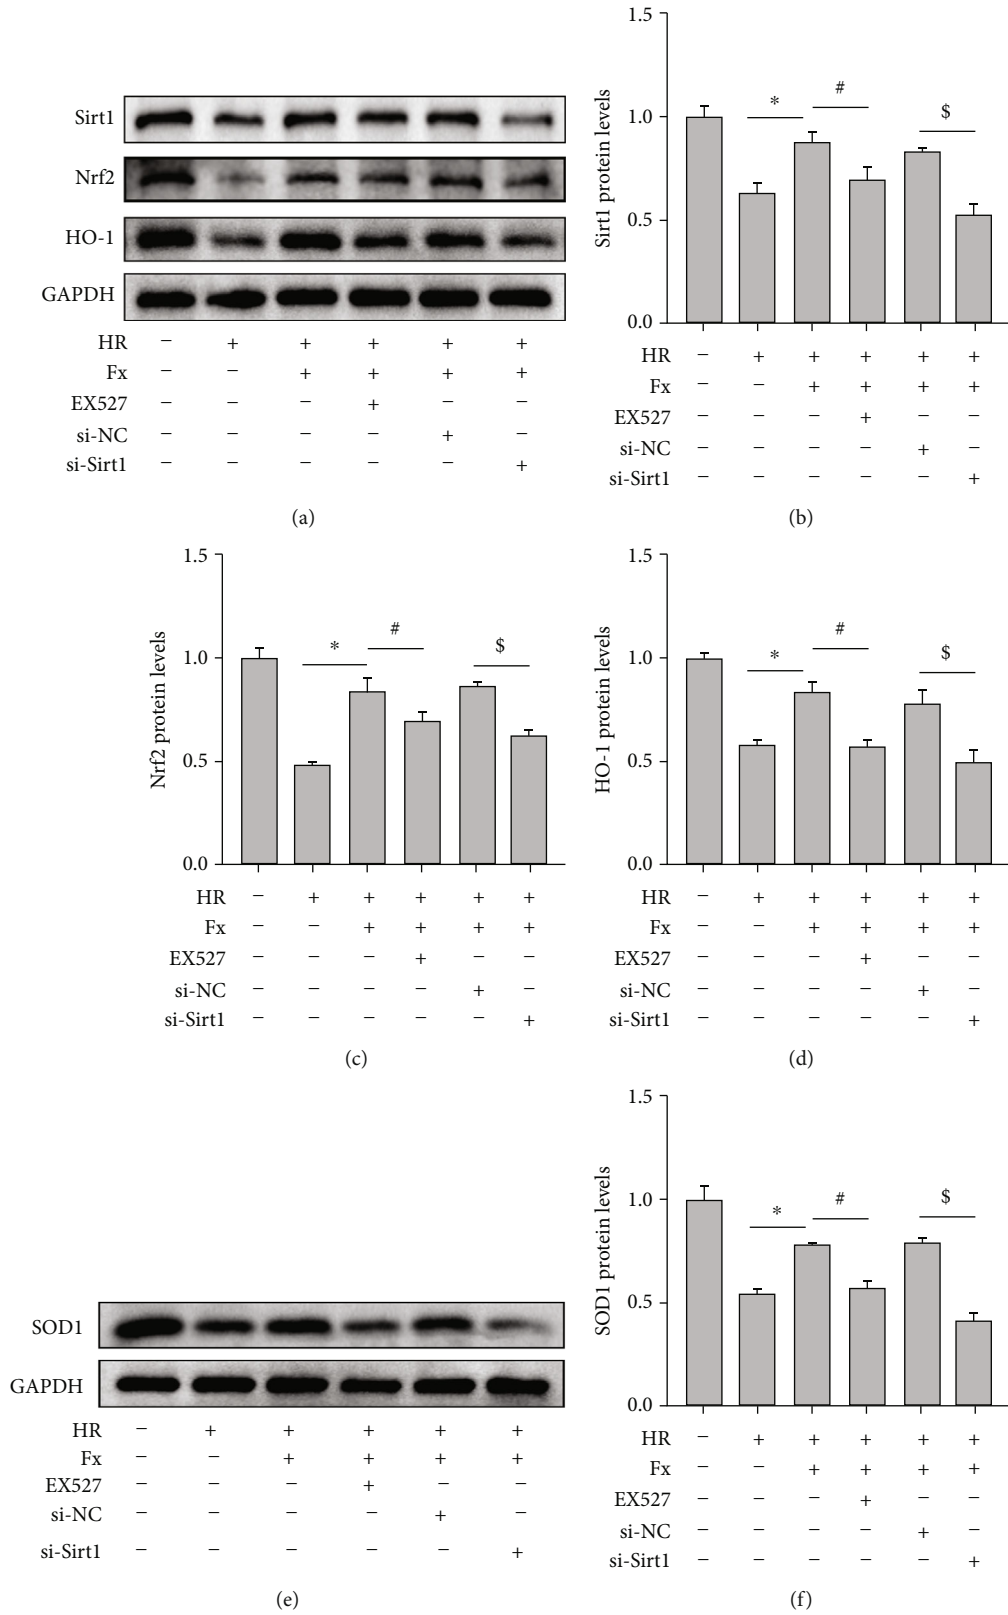 Sirt1
Nrf2
HO-1
GAPDH
HR – + + + + +
Fx – – + + + +
EX527 – – – + – –
si-NC – – – – + –
si-Sirt1 – – – – – +
(a)
Sirt1 protein levels
1.5
1.0
0.5
0.0
* # $
HR – + + + + +
Fx – – + + + +
EX527 – – – + – –
si-NC – – – – + –
si-Sirt1 – – – – – +
(b)
Nrf2 protein levels
1.5
1.0
0.5
0.0
* # $
HR – + + + + +
Fx – – + + + +
EX527 – – – + – –
si-NC – – – – + –
si-Sirt1 – – – – – +
(c)
HO-1 protein levels
1.5
1.0
0.5
0.0
* # $
HR – + + + + +
Fx – – + + + +
EX527 – – – + – –
si-NC – – – – + –
si-Sirt1 – – – – – +
(d)
SOD1
GAPDH
HR – + + + + +
Fx – – + + + +
EX527 – – – + – –
si-NC – – – – + –
si-Sirt1 – – – – – +
(e)
SOD1 protein levels
1.5
1.0
0.5
0.0
* # $
HR – + + + + +
Fx – – + + + +
EX527 – – – + – –
si-NC – – – – + –
si-Sirt1 – – – – – +
(f)